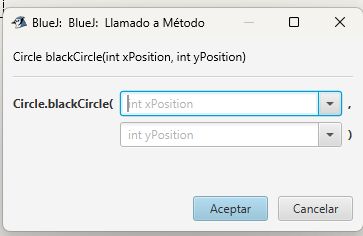 BlueJ: BlueJ: Llamado a Método
Circle blackCircle(int xPosition, int yPosition)
Circle.blackCircle( int xPosition ,
int yPosition )
Aceptar Cancelar